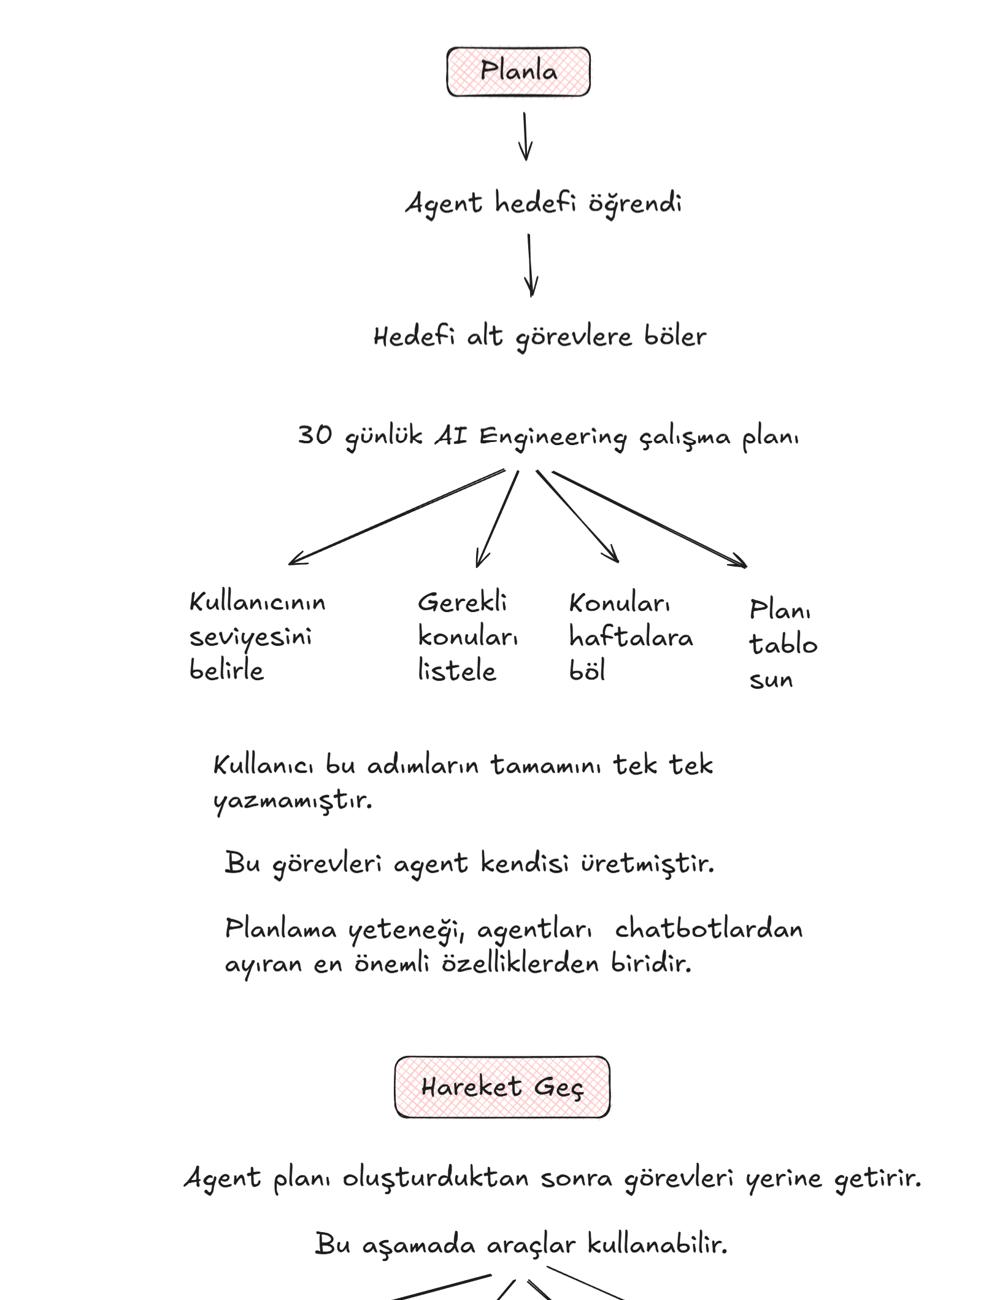 Planla
Agent hedefi öğrendi
Hedefi alt görevlere böler
30 günlük AI Engineering çalışma planı
Kullanıcının
seviyesini
belirle
Gerekli
konuları
listele
Konuları
haftalara
böl
Planı
tablo
sun
Kullanıcı bu adımların tamamını tek tek
yazmamıştır.
Bu görevleri agent kendisi üretmiştir.
Planlama yeteneği, agentları chatbotlardan
ayıran en önemli özelliklerden biridir.
Hareket Geç
Agent planı oluşturduktan sonra görevleri yerine getirir.
Bu aşamada araçlar kullanabilir.